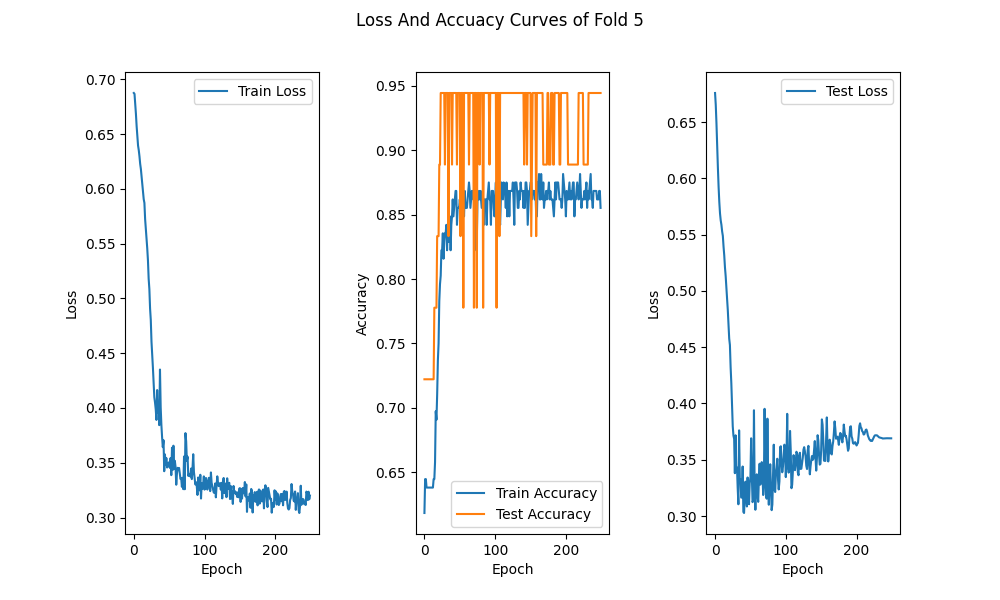 Loss And Accuacy Curves of Fold 5
Loss
0.70
0.65
0.60
0.55
0.50
0.45
0.40
0.35
0.30
Train Loss
0 100 200
Epoch
Accuracy
0.95
0.90
0.85
0.80
0.75
0.70
0.65
Train Accuracy
Test Accuracy
0 100 200
Epoch
Loss
0.65
0.60
0.55
0.50
0.45
0.40
0.35
0.30
Test Loss
0 100 200
Epoch